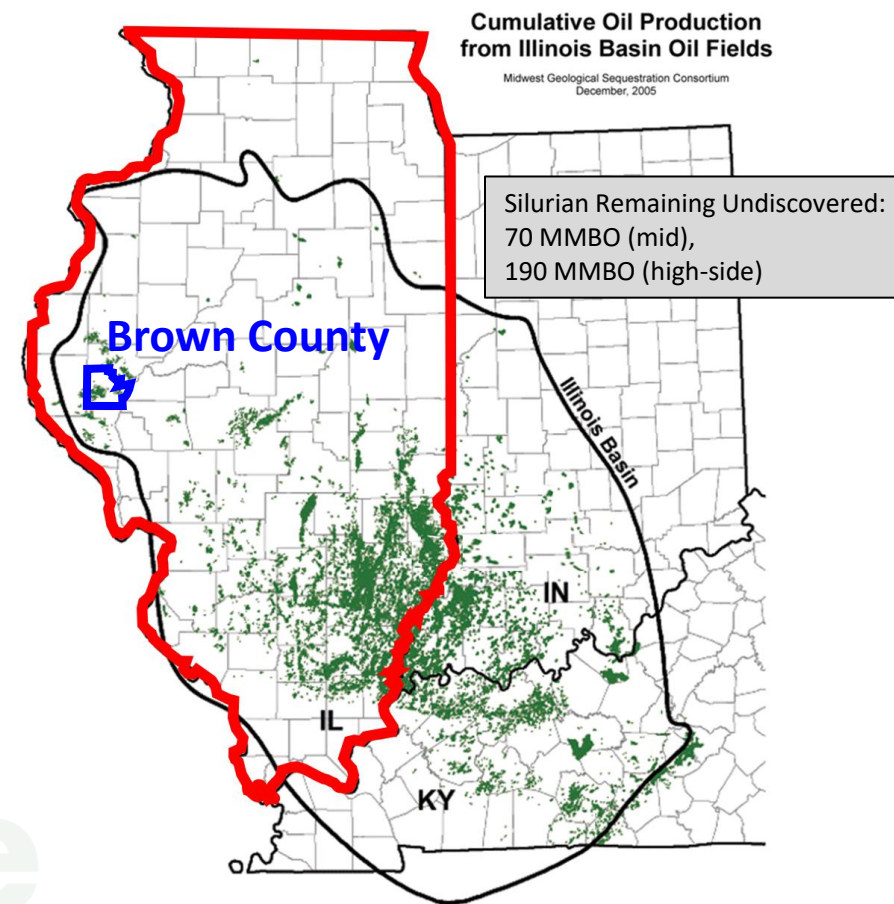 Cumulative Oil Production
from Illinois Basin Oil Fields
Midwest Geological Sequestration Consortium
December, 2005
Silurian Remaining Undiscovered:
70 MMBO (mid),
190 MMBO (high-side)
Brown County
Illinois Basin
IN
IL
KY
e